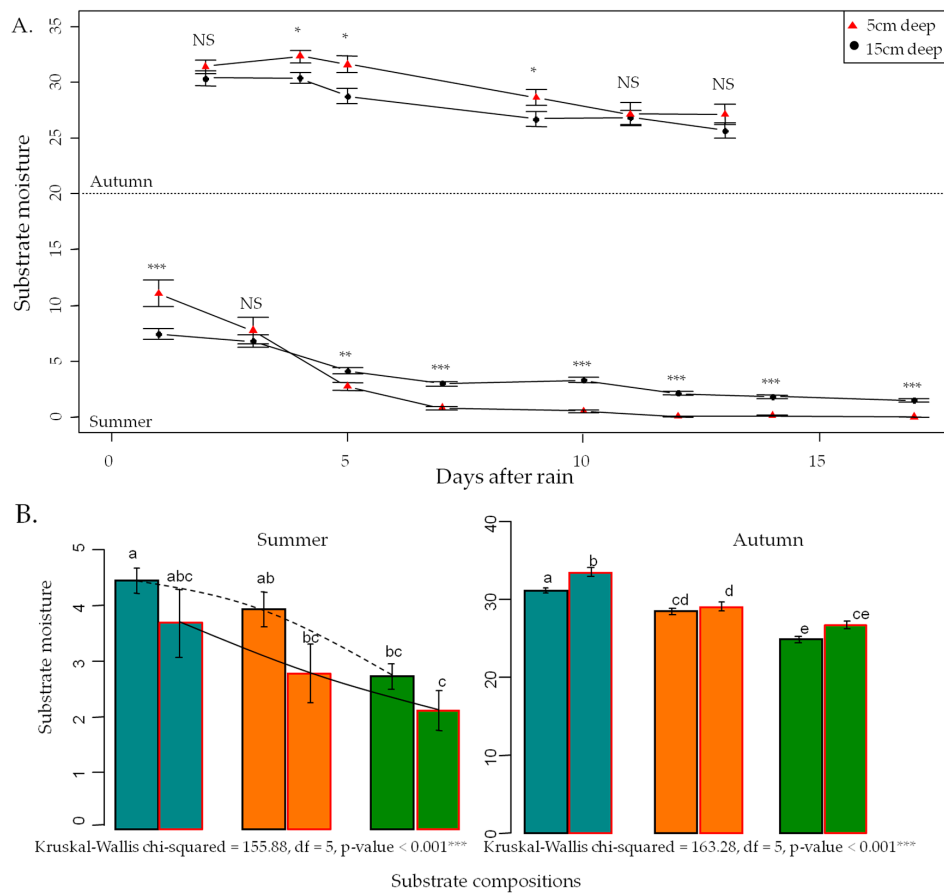 A.
5cm deep
15cm deep
NS * * * NS NS
Substrate moisture
35
30
25
20
15
10
5
0
Autumn
*** NS ** *** *** *** *** ***
Summer
0 5 10 15
Days after rain
B.
Summer
Substrate moisture
5
4
3
2
1
0
a abc ab bc bc c
Kruskal-Wallis chi-squared = 155.88, df = 5, p-value < 0.001***
Autumn
40
30
20
10
0
a b cd d e ce
Kruskal-Wallis chi-squared = 163.28, df = 5, p-value < 0.001***
Substrate compositions